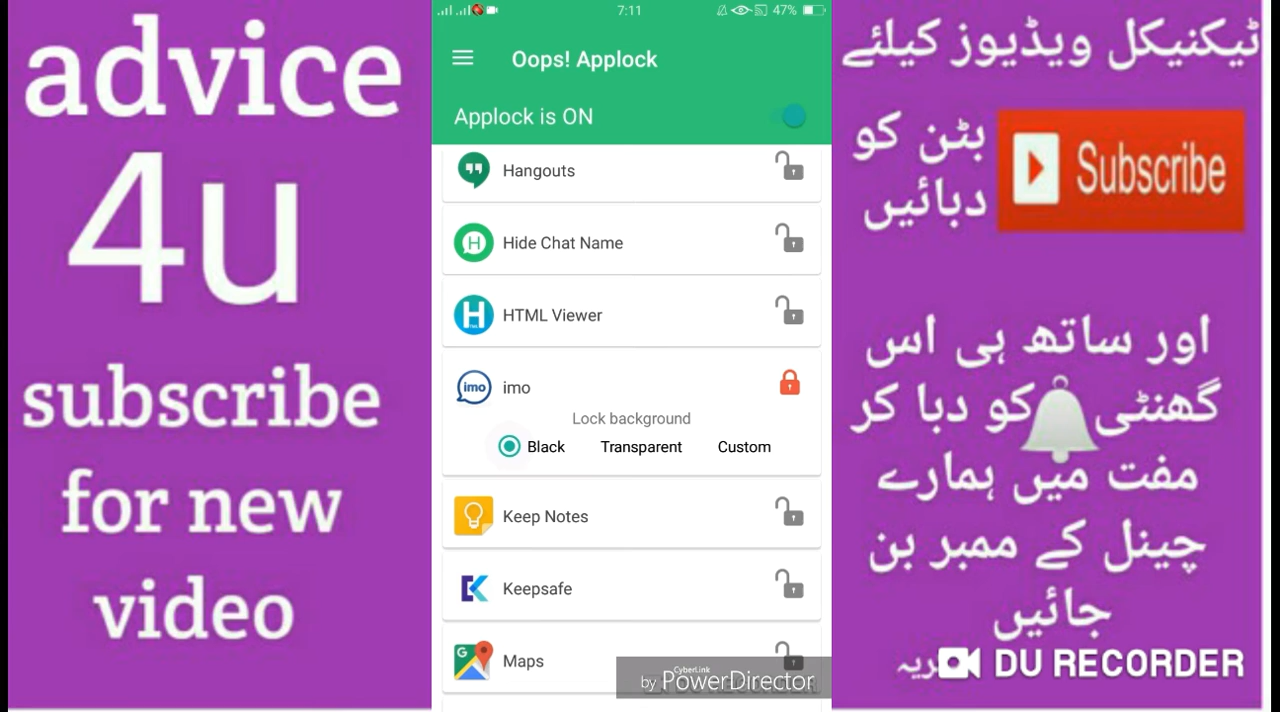 advice
4u
subscribe
for new
video
7:11
47%
Oops! Applock
Applock is ON
Hangouts
Hide Chat Name
HTML Viewer
imo
imo
Lock background
Black
Transparent
Custom
Keep Notes
Keepsafe
Maps
by CyberLink PowerDirector
ٹیکنیکل ویڈیوز کیلئے
بٹن کو
دبائیں
Subscribe
اور ساتھ ہی اس
گھنٹی کو دبا کر
مفت میں ہمارے
چینل کے ممبر بن
جائیں
DU RECORDER